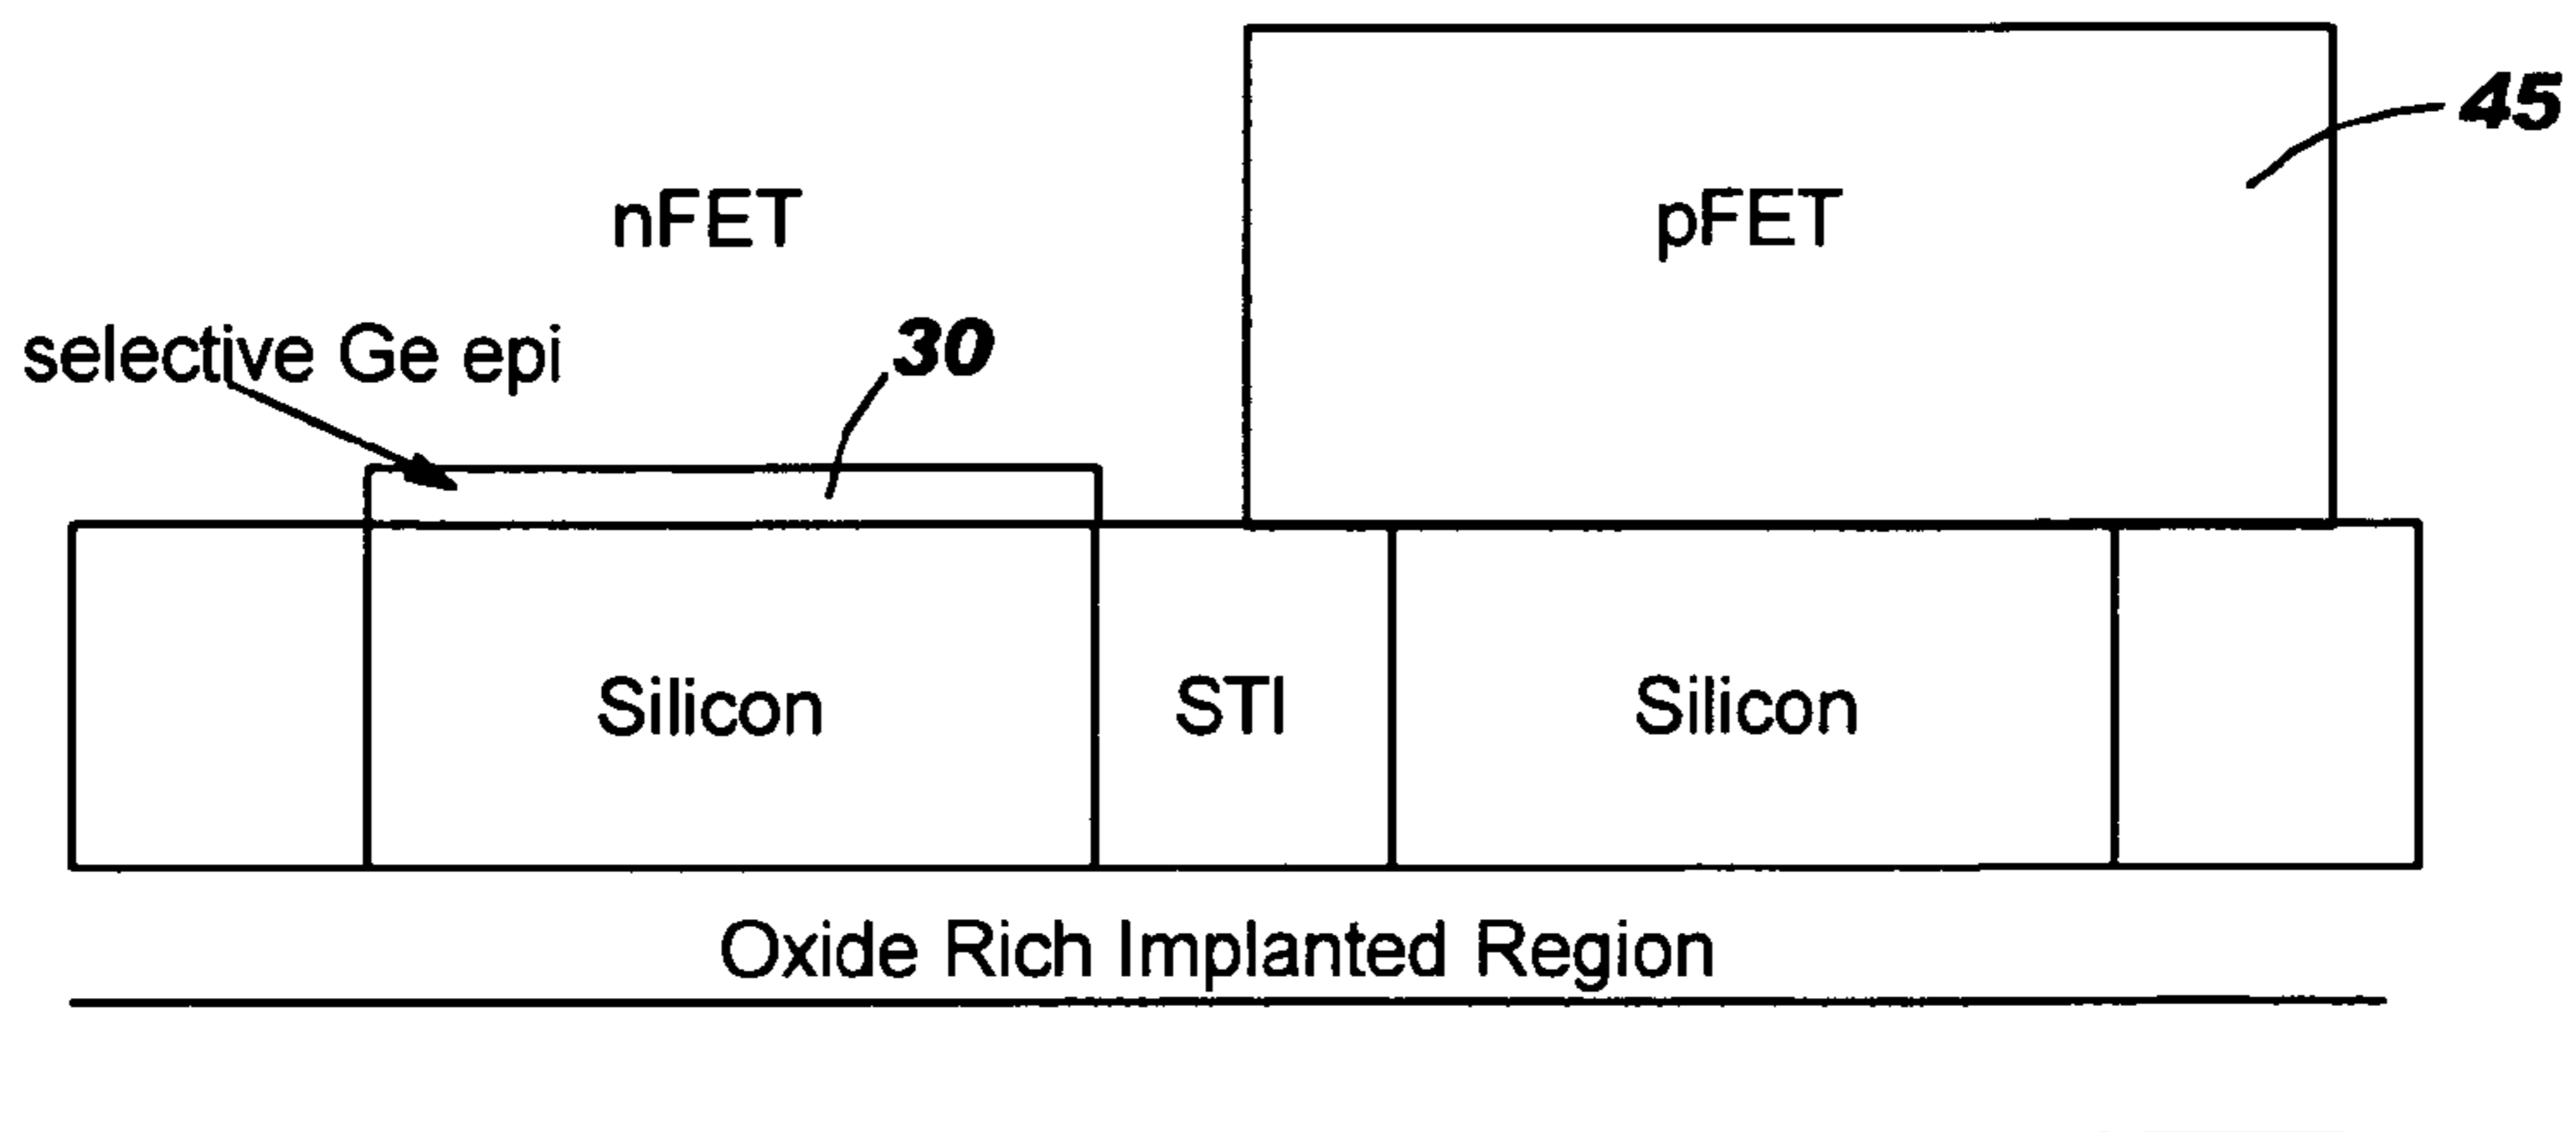 45
nFET
pFET
selective Ge epi
30
Silicon
STI
Silicon
Oxide Rich Implanted Region